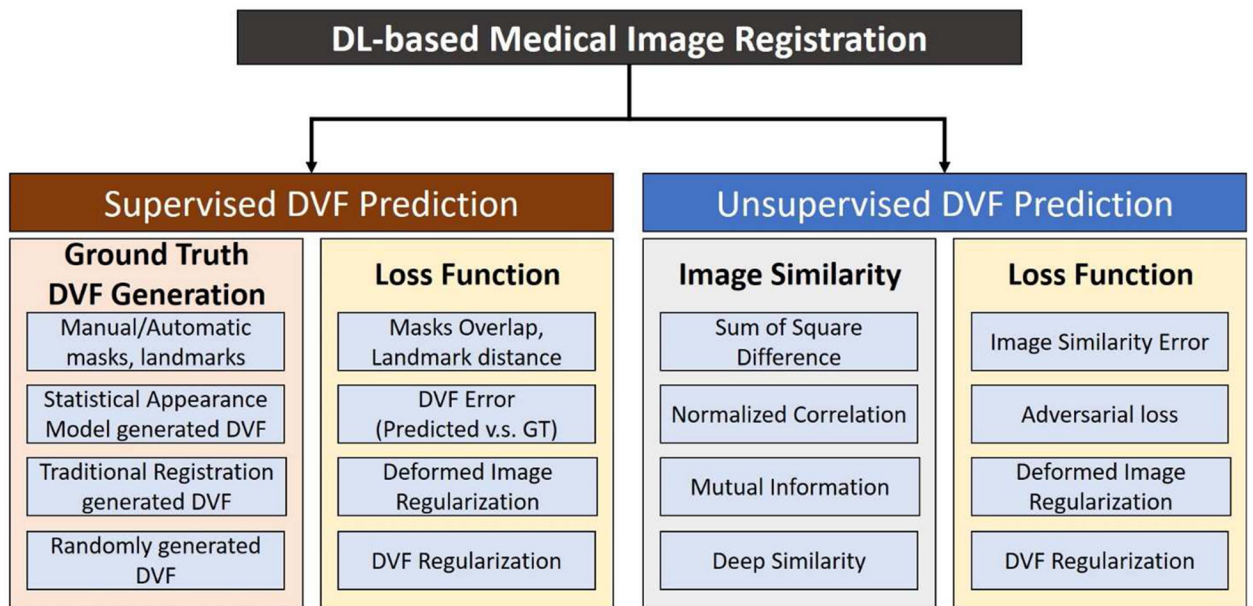 DL-based Medical Image Registration
Supervised DVF Prediction
Ground Truth
DVF Generation
Manual/Automatic
masks, landmarks
Statistical Appearance
Model generated DVF
Traditional Registration
generated DVF
Randomly generated
DVF
Loss Function
Masks Overlap,
Landmark distance
DVF Error
(Predicted v.s. GT)
Deformed Image
Regularization
DVF Regularization
Unsupervised DVF Prediction
Image Similarity
Sum of Square
Difference
Normalized Correlation
Mutual Information
Deep Similarity
Loss Function
Image Similarity Error
Adversarial loss
Deformed Image
Regularization
DVF Regularization